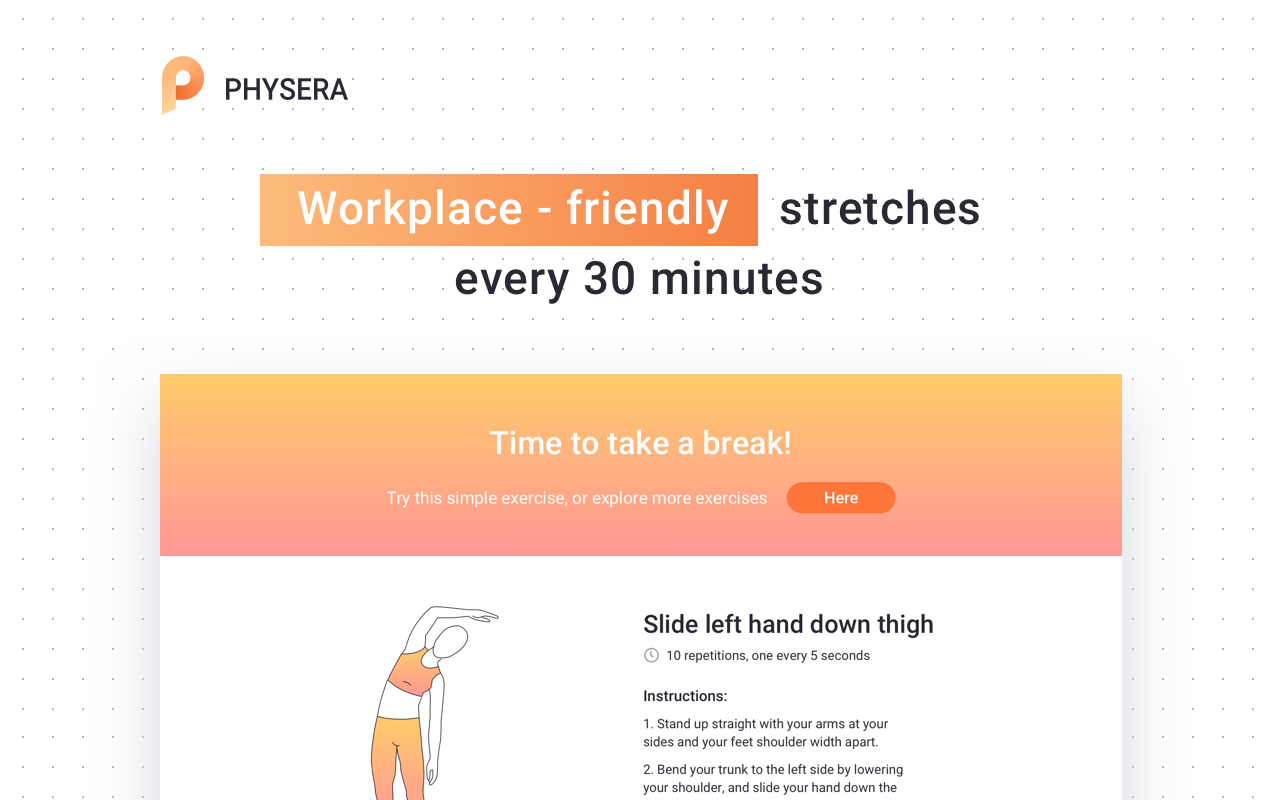 PHYSERA
Workplace - friendly stretches
every 30 minutes
Time to take a break!
Try this simple exercise, or explore more exercises Here
Slide left hand down thigh
10 repetitions, one every 5 seconds
Instructions:
1. Stand up straight with your arms at your
sides and your feet shoulder width apart.
2. Bend your trunk to the left side by lowering
your shoulder, and slide your hand down the